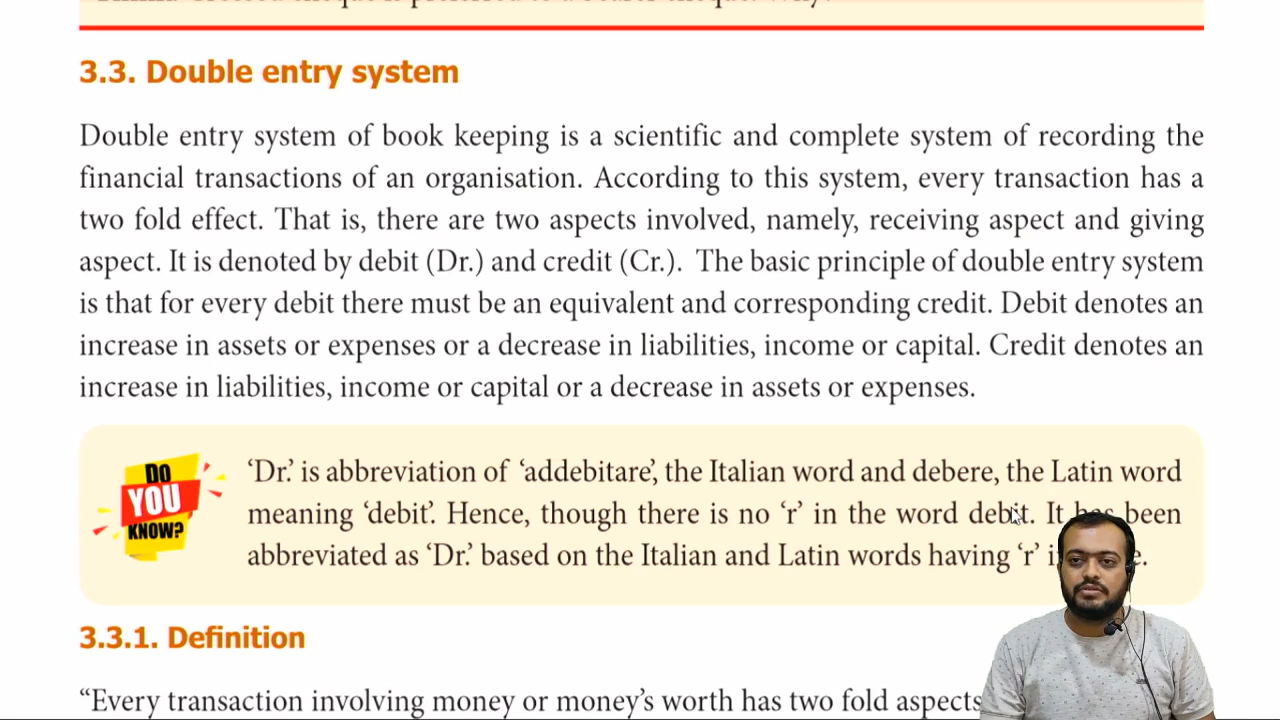 3.3. Double entry system
Double entry system of book keeping is a scientific and complete system of recording the
financial transactions of an organisation. According to this system, every transaction has a
two fold effect. That is, there are two aspects involved, namely, receiving aspect and giving
aspect. It is denoted by debit (Dr.) and credit (Cr.). The basic principle of double entry system
is that for every debit there must be an equivalent and corresponding credit. Debit denotes an
increase in assets or expenses or a decrease in liabilities, income or capital. Credit denotes an
increase in liabilities, income or capital or a decrease in assets or expenses.
DO
YOU
KNOW?
‘Dr.’ is abbreviation of ‘addebitare’, the Italian word and debere, the Latin word
meaning ‘debit’. Hence, though there is no ‘r’ in the word debit. It has been
abbreviated as ‘Dr.’ based on the Italian and Latin words having ‘r’
3.3.1. Definition
“Every transaction involving money or money’s worth has two fold aspects